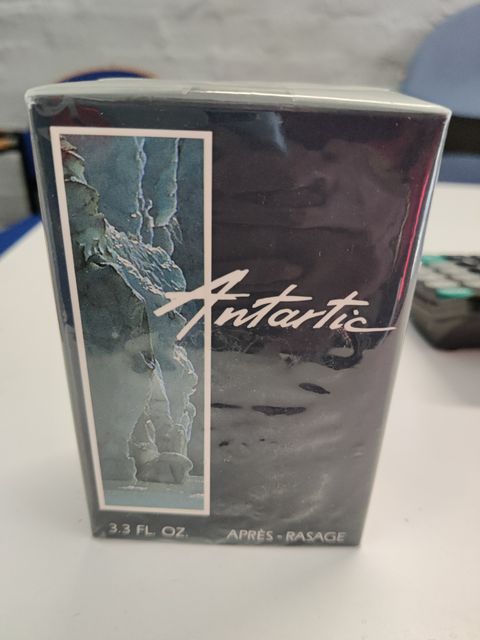 Antartic
3.3 FL. OZ. APRÈS - RASAGE